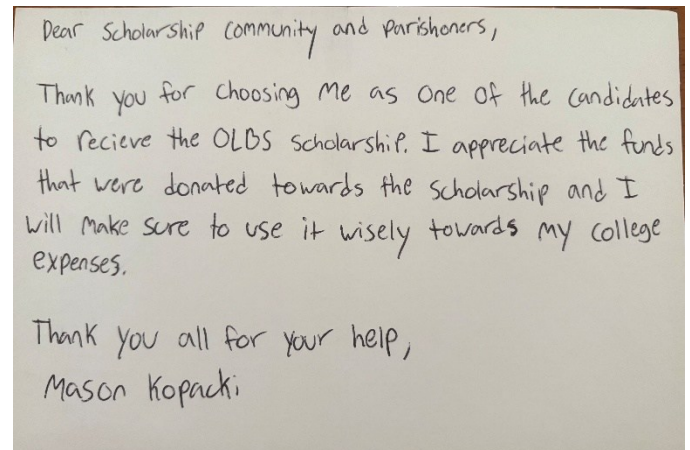 Dear Scholarship Community and Parishoners,
Thank you for choosing me as one of the candidates
to recieve the OLBS scholarship. I appreciate the funds
that were donated towards the scholarship and I
will make sure to use it wisely towards my college
expenses.
Thank you all for your help,
Mason Kopacki